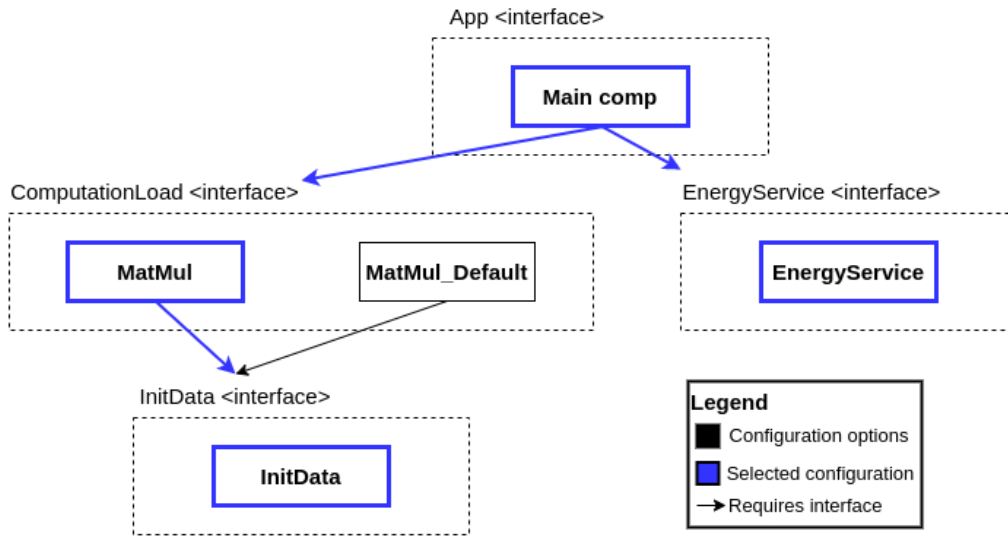 App <interface>
Main comp
ComputationLoad <interface>
EnergyService <interface>
MatMul
MatMul_Default
EnergyService
InitData <interface>
InitData
Legend
Configuration options
Selected configuration
Requires interface